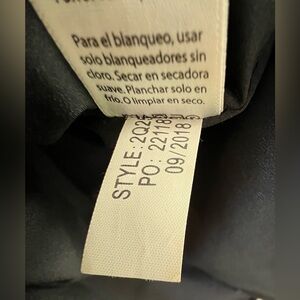 Para el blanqueo, usar
solo blanqueadores sin
cloro. Secar en secadora
suave. Planchar solo en
frío. O limpiar en seco.
STYLE: 2Q2
PO: 22118
09/2018